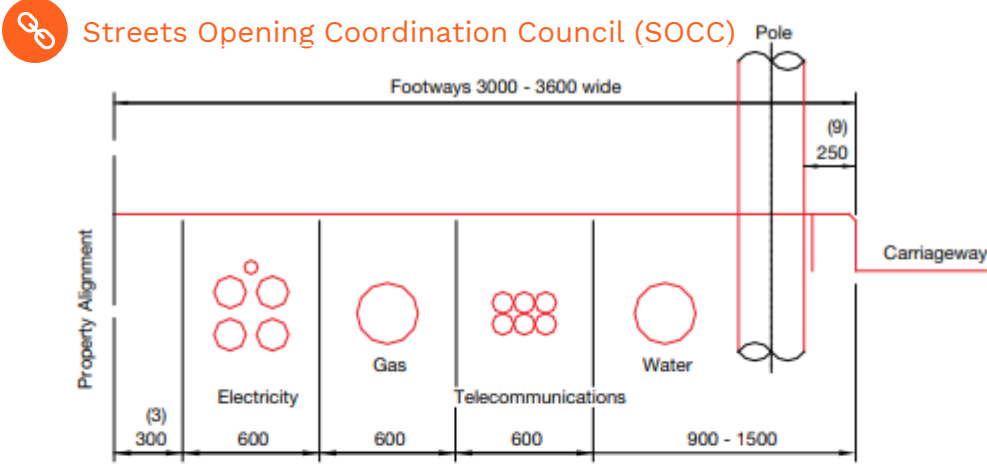 Streets Opening Coordination Council (SOCC)
Pole
Footways 3000 - 3600 wide
(9)
250
Carriageway
Property Alignment
Gas
Water
Electricity
Telecommunications
(3)
300
600
600
600
900 - 1500